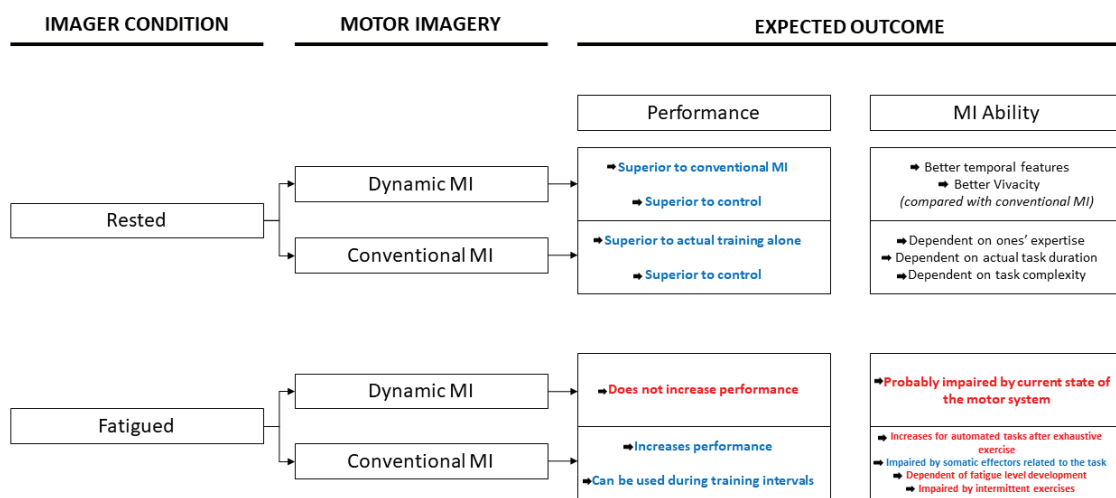 IMAGER CONDITION
MOTOR IMAGERY
EXPECTED OUTCOME
Performance
MI Ability
Rested
Dynamic MI
➡Superior to conventional MI
➡Superior to control
➡Better temporal features
➡Better Vivacity
(compared with conventional MI)
Conventional MI
➡Superior to actual training alone
➡Superior to control
➡Dependent on ones’ expertise
➡Dependent on actual task duration
➡Dependent on task complexity
Fatigued
Dynamic MI
➡Does not increase performance
➡Probably impaired by current state of
the motor system
Conventional MI
➡Increases performance
➡Can be used during training intervals
➡Increases for automated tasks after exhaustive
exercise
➡Impaired by somatic effectors related to the task
➡Dependent of fatigue level development
➡Impaired by intermittent exercises